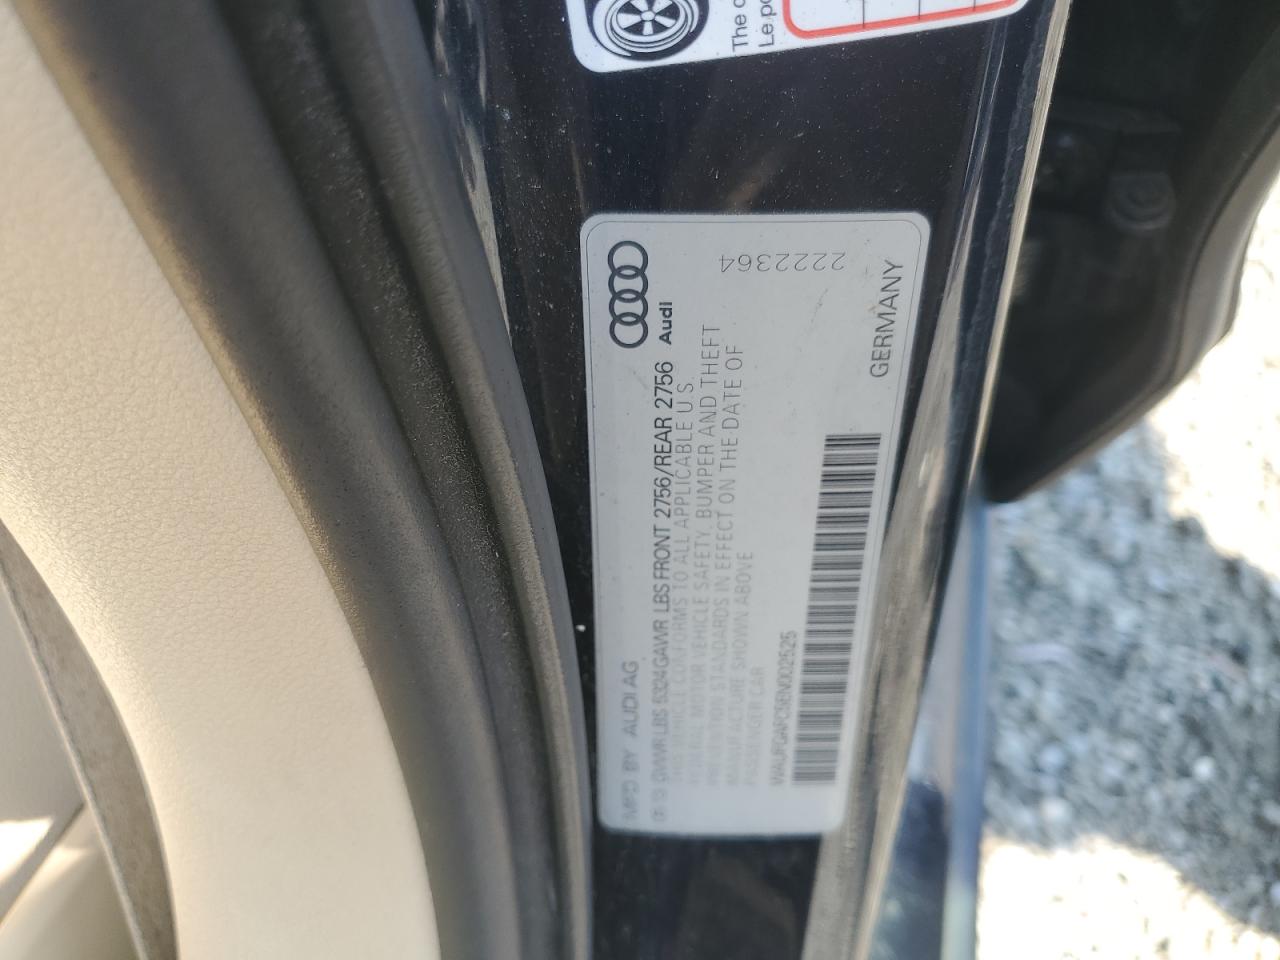 The
Le
Audi
2222364
MFD BY AUDI AG
GVWR LBS 5324 GAWR LBS FRONT 2756/REAR 2756
THIS VEHICLE CONFORMS TO ALL APPLICABLE U.S.
FEDERAL MOTOR VEHICLE SAFETY, BUMPER AND THEFT
PREVENTION STANDARDS IN EFFECT ON THE DATE OF
MANUFACTURE SHOWN ABOVE
PASSENGER CAR
WAUFGAFC5EN002525
GERMANY